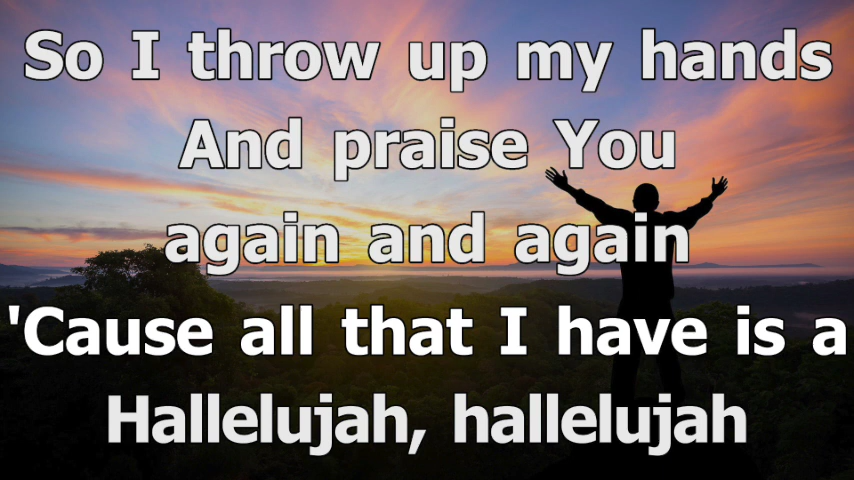 So I throw up my hands
And praise You
again and again
'Cause all that I have is a
Hallelujah, hallelujah